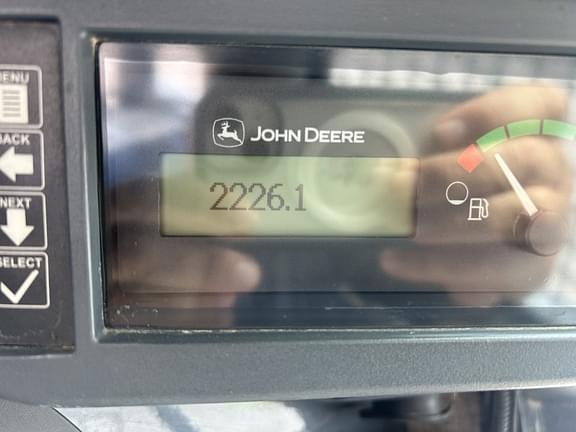 MENU
BACK
NEXT
SELECT
JOHN DEERE
2226.1